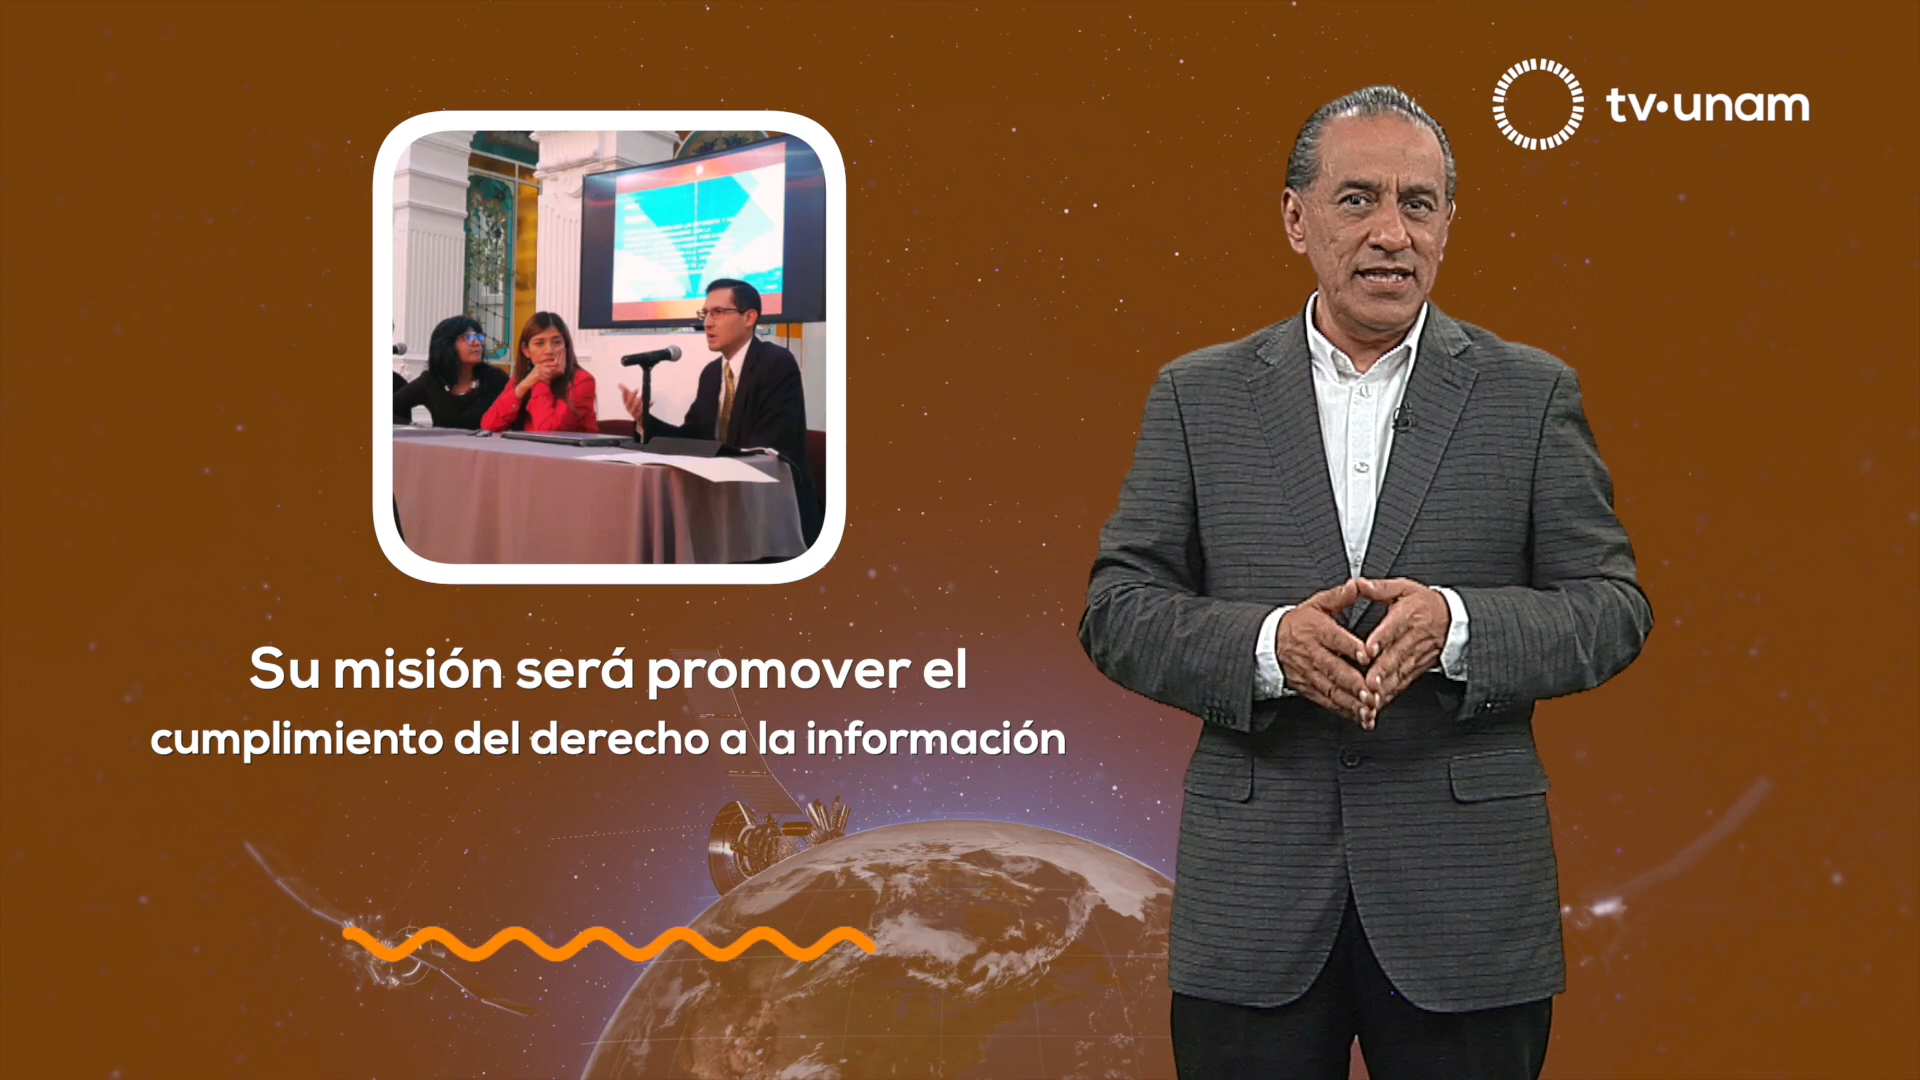 tv•unam
Su misión será promover el
cumplimiento del derecho a la información